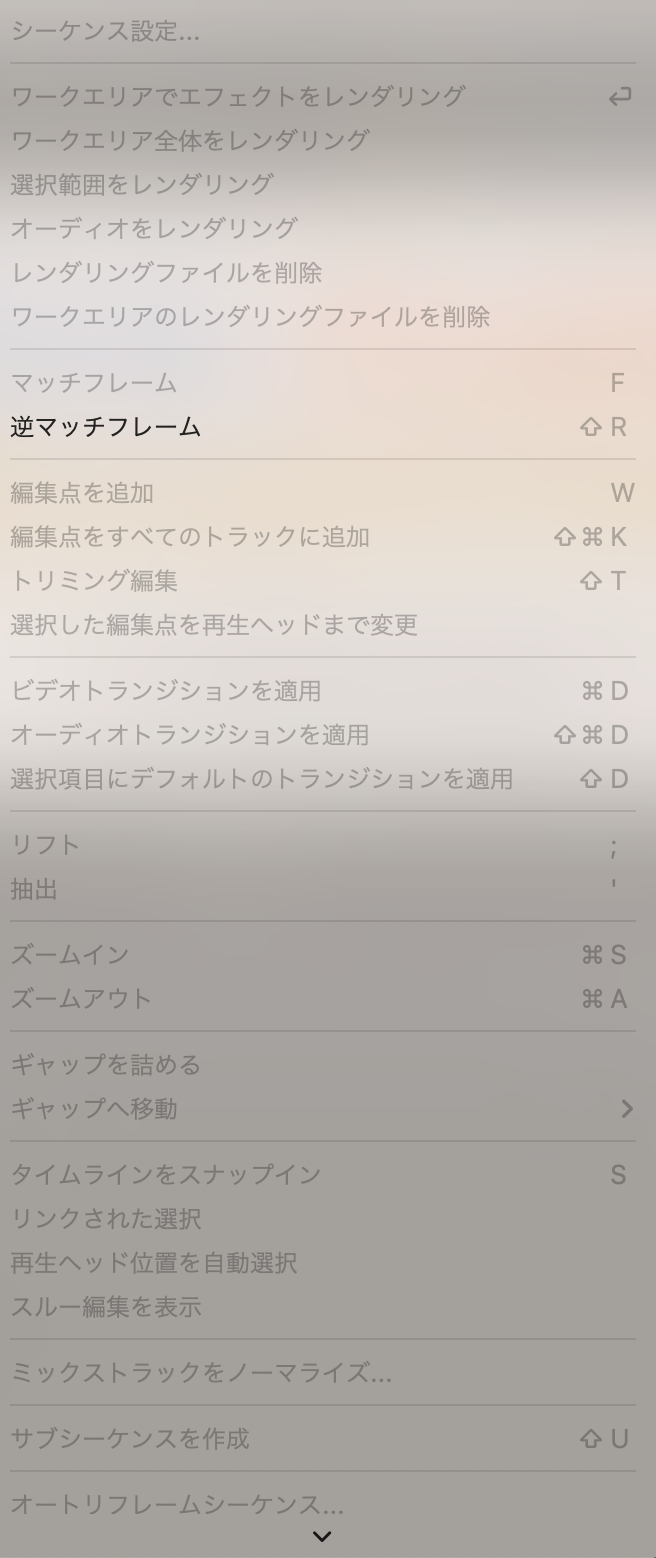 シーケンス設定...
ワークエリアでエフェクトをレンダリング ↩
ワークエリア全体をレンダリング
選択範囲をレンダリング
オーディオをレンダリング
レンダリングファイルを削除
ワークエリアのレンダリングファイルを削除
マッチフレーム F
逆マッチフレーム ⇧R
編集点を追加 W
編集点をすべてのトラックに追加 ⇧⌘K
トリミング編集 ⇧T
選択した編集点を再生ヘッドまで変更
ビデオトランジションを適用 ⌘D
オーディオトランジションを適用 ⇧⌘D
選択項目にデフォルトのトランジションを適用 ⇧D
リフト ;
抽出 '
ズームイン ⌘S
ズームアウト ⌘A
ギャップを詰める
ギャップへ移動 >
タイムラインをスナップイン S
リンクされた選択
再生ヘッド位置を自動選択
スルー編集を表示
ミックストラックをノーマライズ...
サブシーケンスを作成 ⇧U
オートリフレームシーケンス...